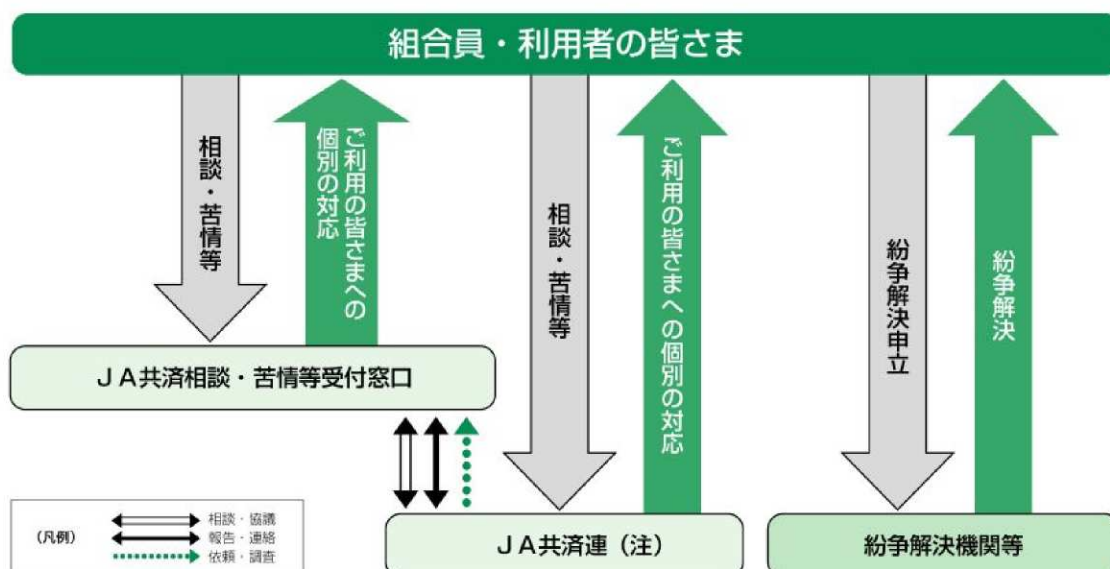 組合員・利用者の皆さま
相談・苦情等
ご利用の皆さまへの
個別の対応
相談・苦情等
ご利用の皆さまへの個別の対応
紛争解決申立
紛争解決
ＪＡ共済相談・苦情等受付窓口
(凡例)
相談・協議
報告・連絡
依頼・調査
ＪＡ共済連（注）
紛争解決機関等